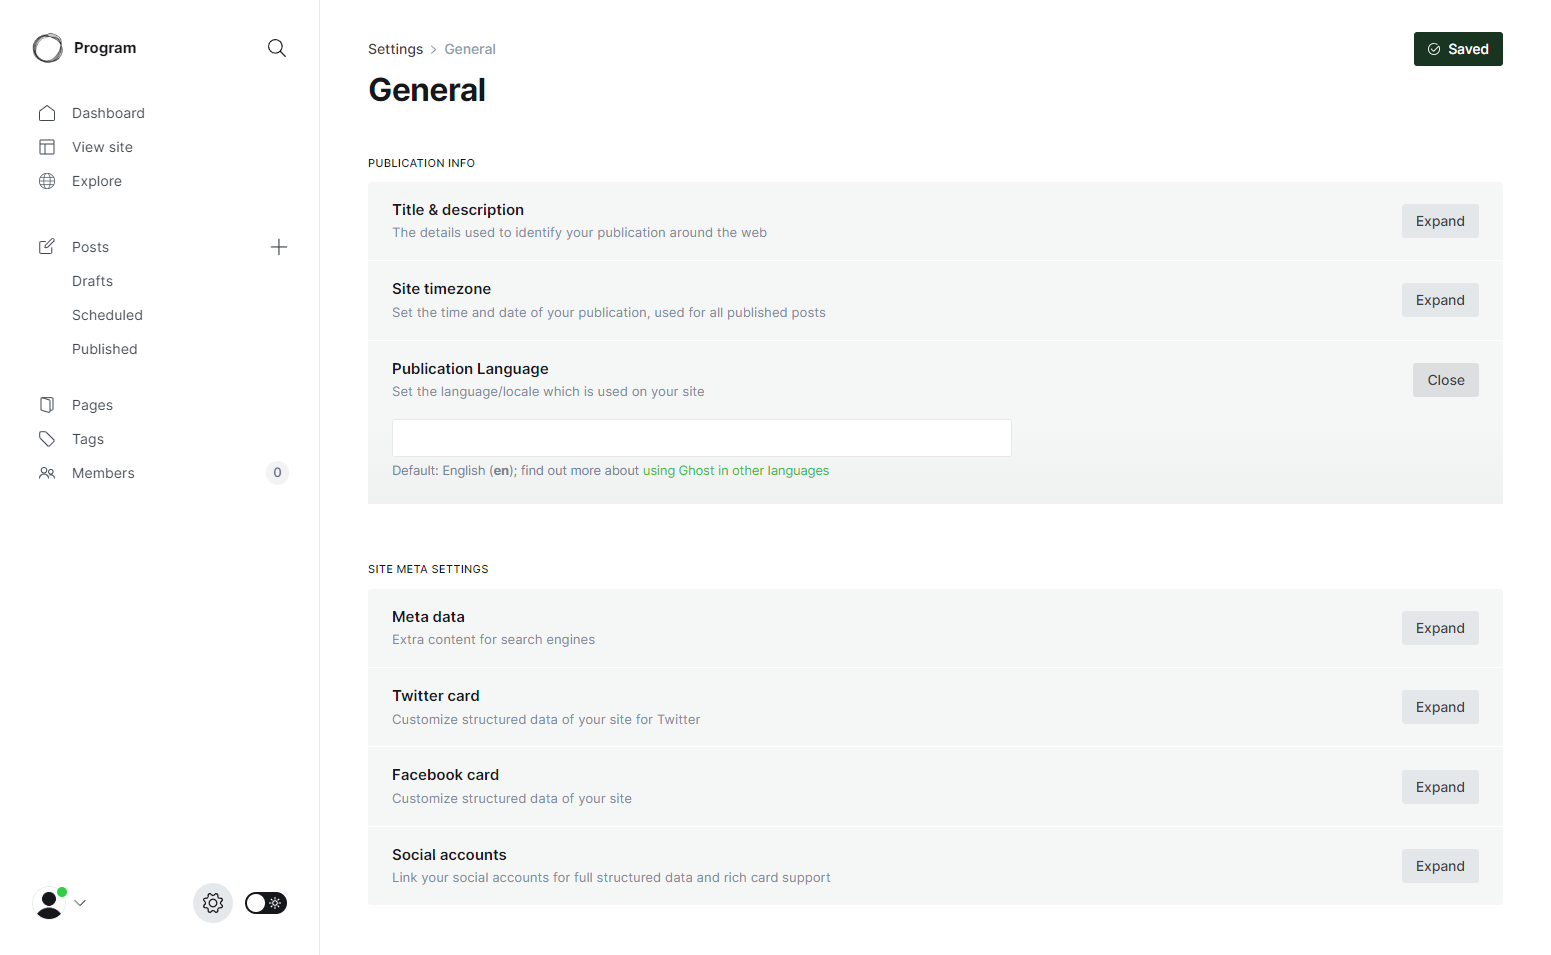 Program
Dashboard
View site
Explore
Posts
Drafts
Scheduled
Published
Pages
Tags
Members 0
Settings > General
Saved
General
PUBLICATION INFO
Title & description
The details used to identify your publication around the web
Expand
Site timezone
Set the time and date of your publication, used for all published posts
Expand
Publication Language
Set the language/locale which is used on your site
Close
Default: English (en); find out more about using Ghost in other languages
SITE META SETTINGS
Meta data
Extra content for search engines
Expand
Twitter card
Customize structured data of your site for Twitter
Expand
Facebook card
Customize structured data of your site
Expand
Social accounts
Link your social accounts for full structured data and rich card support
Expand